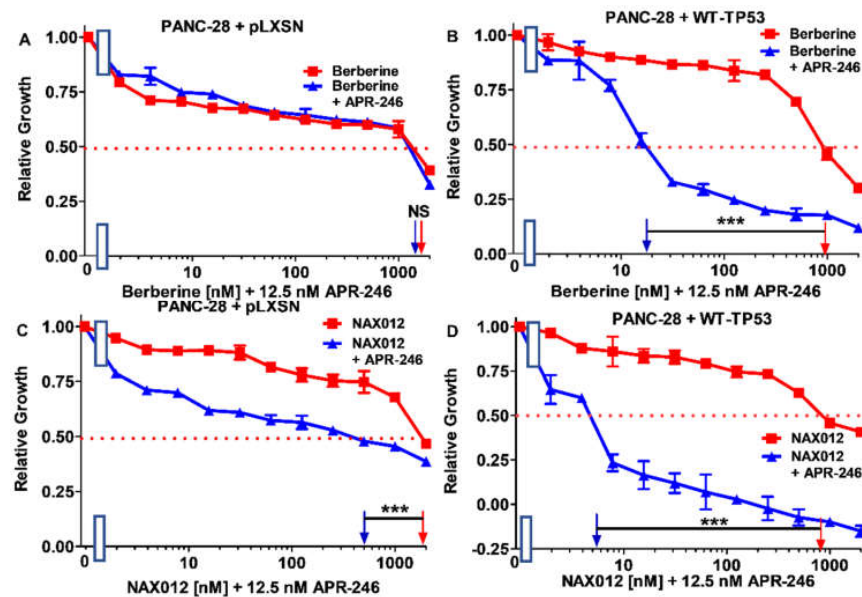 A
PANC-28 + pLXSN
Relative Growth
1.00
0.75
0.50
0.25
0.00
Berberine
Berberine
+ APR-246
NS
0
10
100
1000
Berberine [nM] + 12.5 nM APR-246
B
PANC-28 + WT-TP53
Relative Growth
1.00
0.75
0.50
0.25
0.00
Berberine
Berberine
+ APR-246
***
0
10
100
1000
Berberine [nM] + 12.5 nM APR-246
C
PANC-28 + pLXSN
Relative Growth
1.00
0.75
0.50
0.25
0.00
NAX012
NAX012
+ APR-246
***
0
10
100
1000
NAX012 [nM] + 12.5 nM APR-246
D
PANC-28 + WT-TP53
Relative Growth
1.00
0.75
0.50
0.25
0.00
-0.25
NAX012
NAX012
+ APR-246
***
0
10
100
1000
NAX012 [nM] + 12.5 nM APR-246